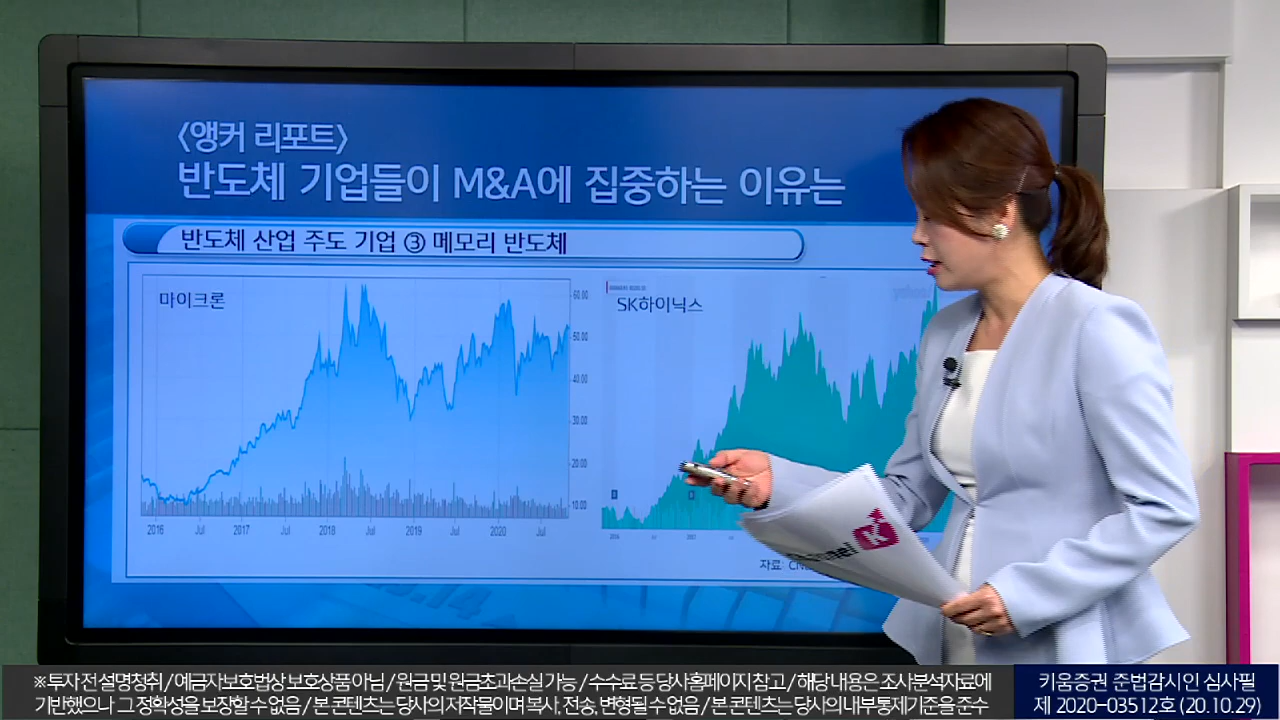 <앵커 리포트>
반도체 기업들이 M&A에 집중하는 이유는
반도체 산업 주도 기업 ③ 메모리 반도체
마이크론
60.00
50.00
40.00
30.00
20.00
10.00
2016 Jul 2017 Jul 2018 Jul 2019 Jul 2020 Jul
SK하이닉스
자료:
※ 투자 전 설명청취 / 예금자보호법상 보호상품 아님 / 원금 및 원금초과손실 가능 / 수수료 등 당사홈페이지 참고 / 해당 내용은 조사분석자료에
기반했으나 그 정확성을 보장할 수 없음 / 본 콘텐츠는 당사의 저작물이며 복사, 전송, 변형될 수 없음 / 본 콘텐츠는 당사의 내부통제기준을 준수
키움증권 준법감시인 심사필
제 2020-03512호 (20.10.29)